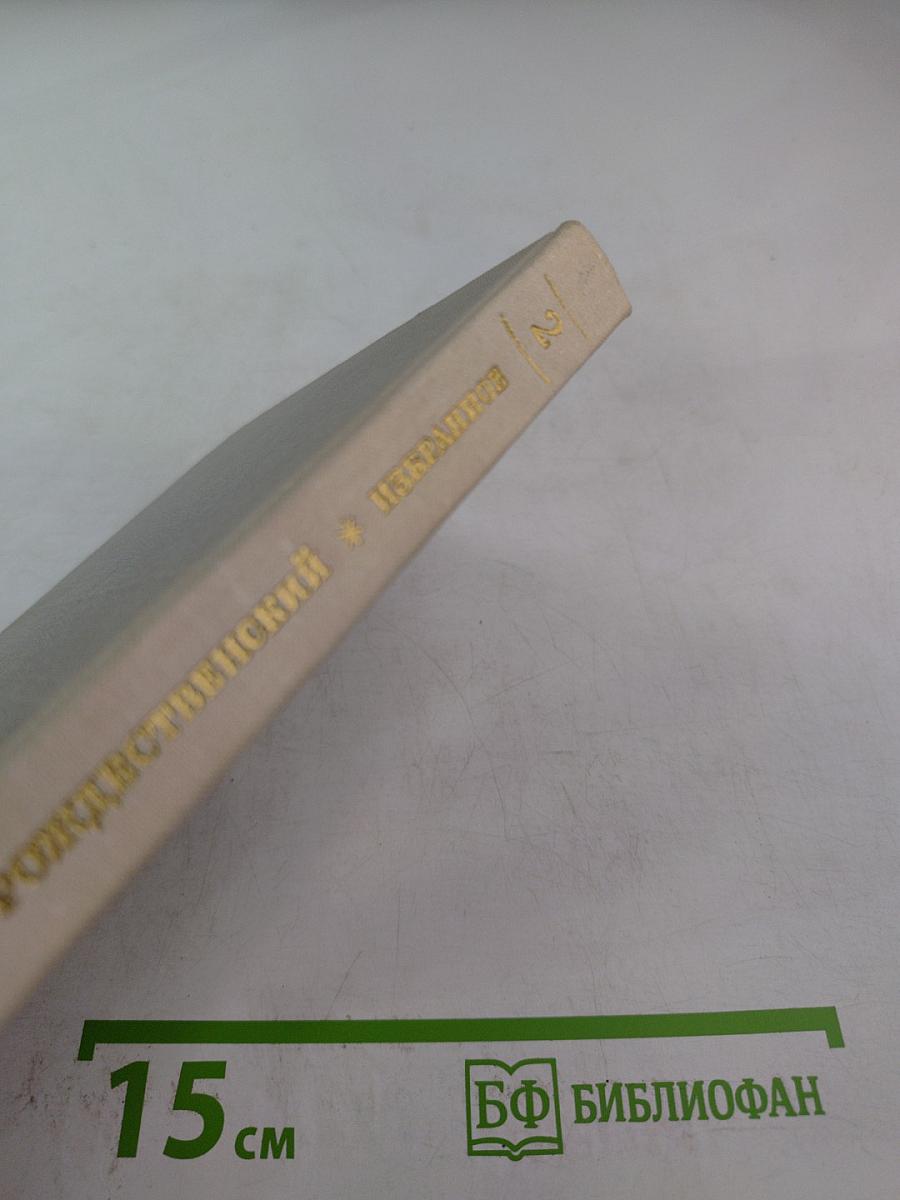 РОЖДЕСТВЕНСКИЙ * ИЗБРАННОЕ
2
15 см
БФ БИБЛИОФАН